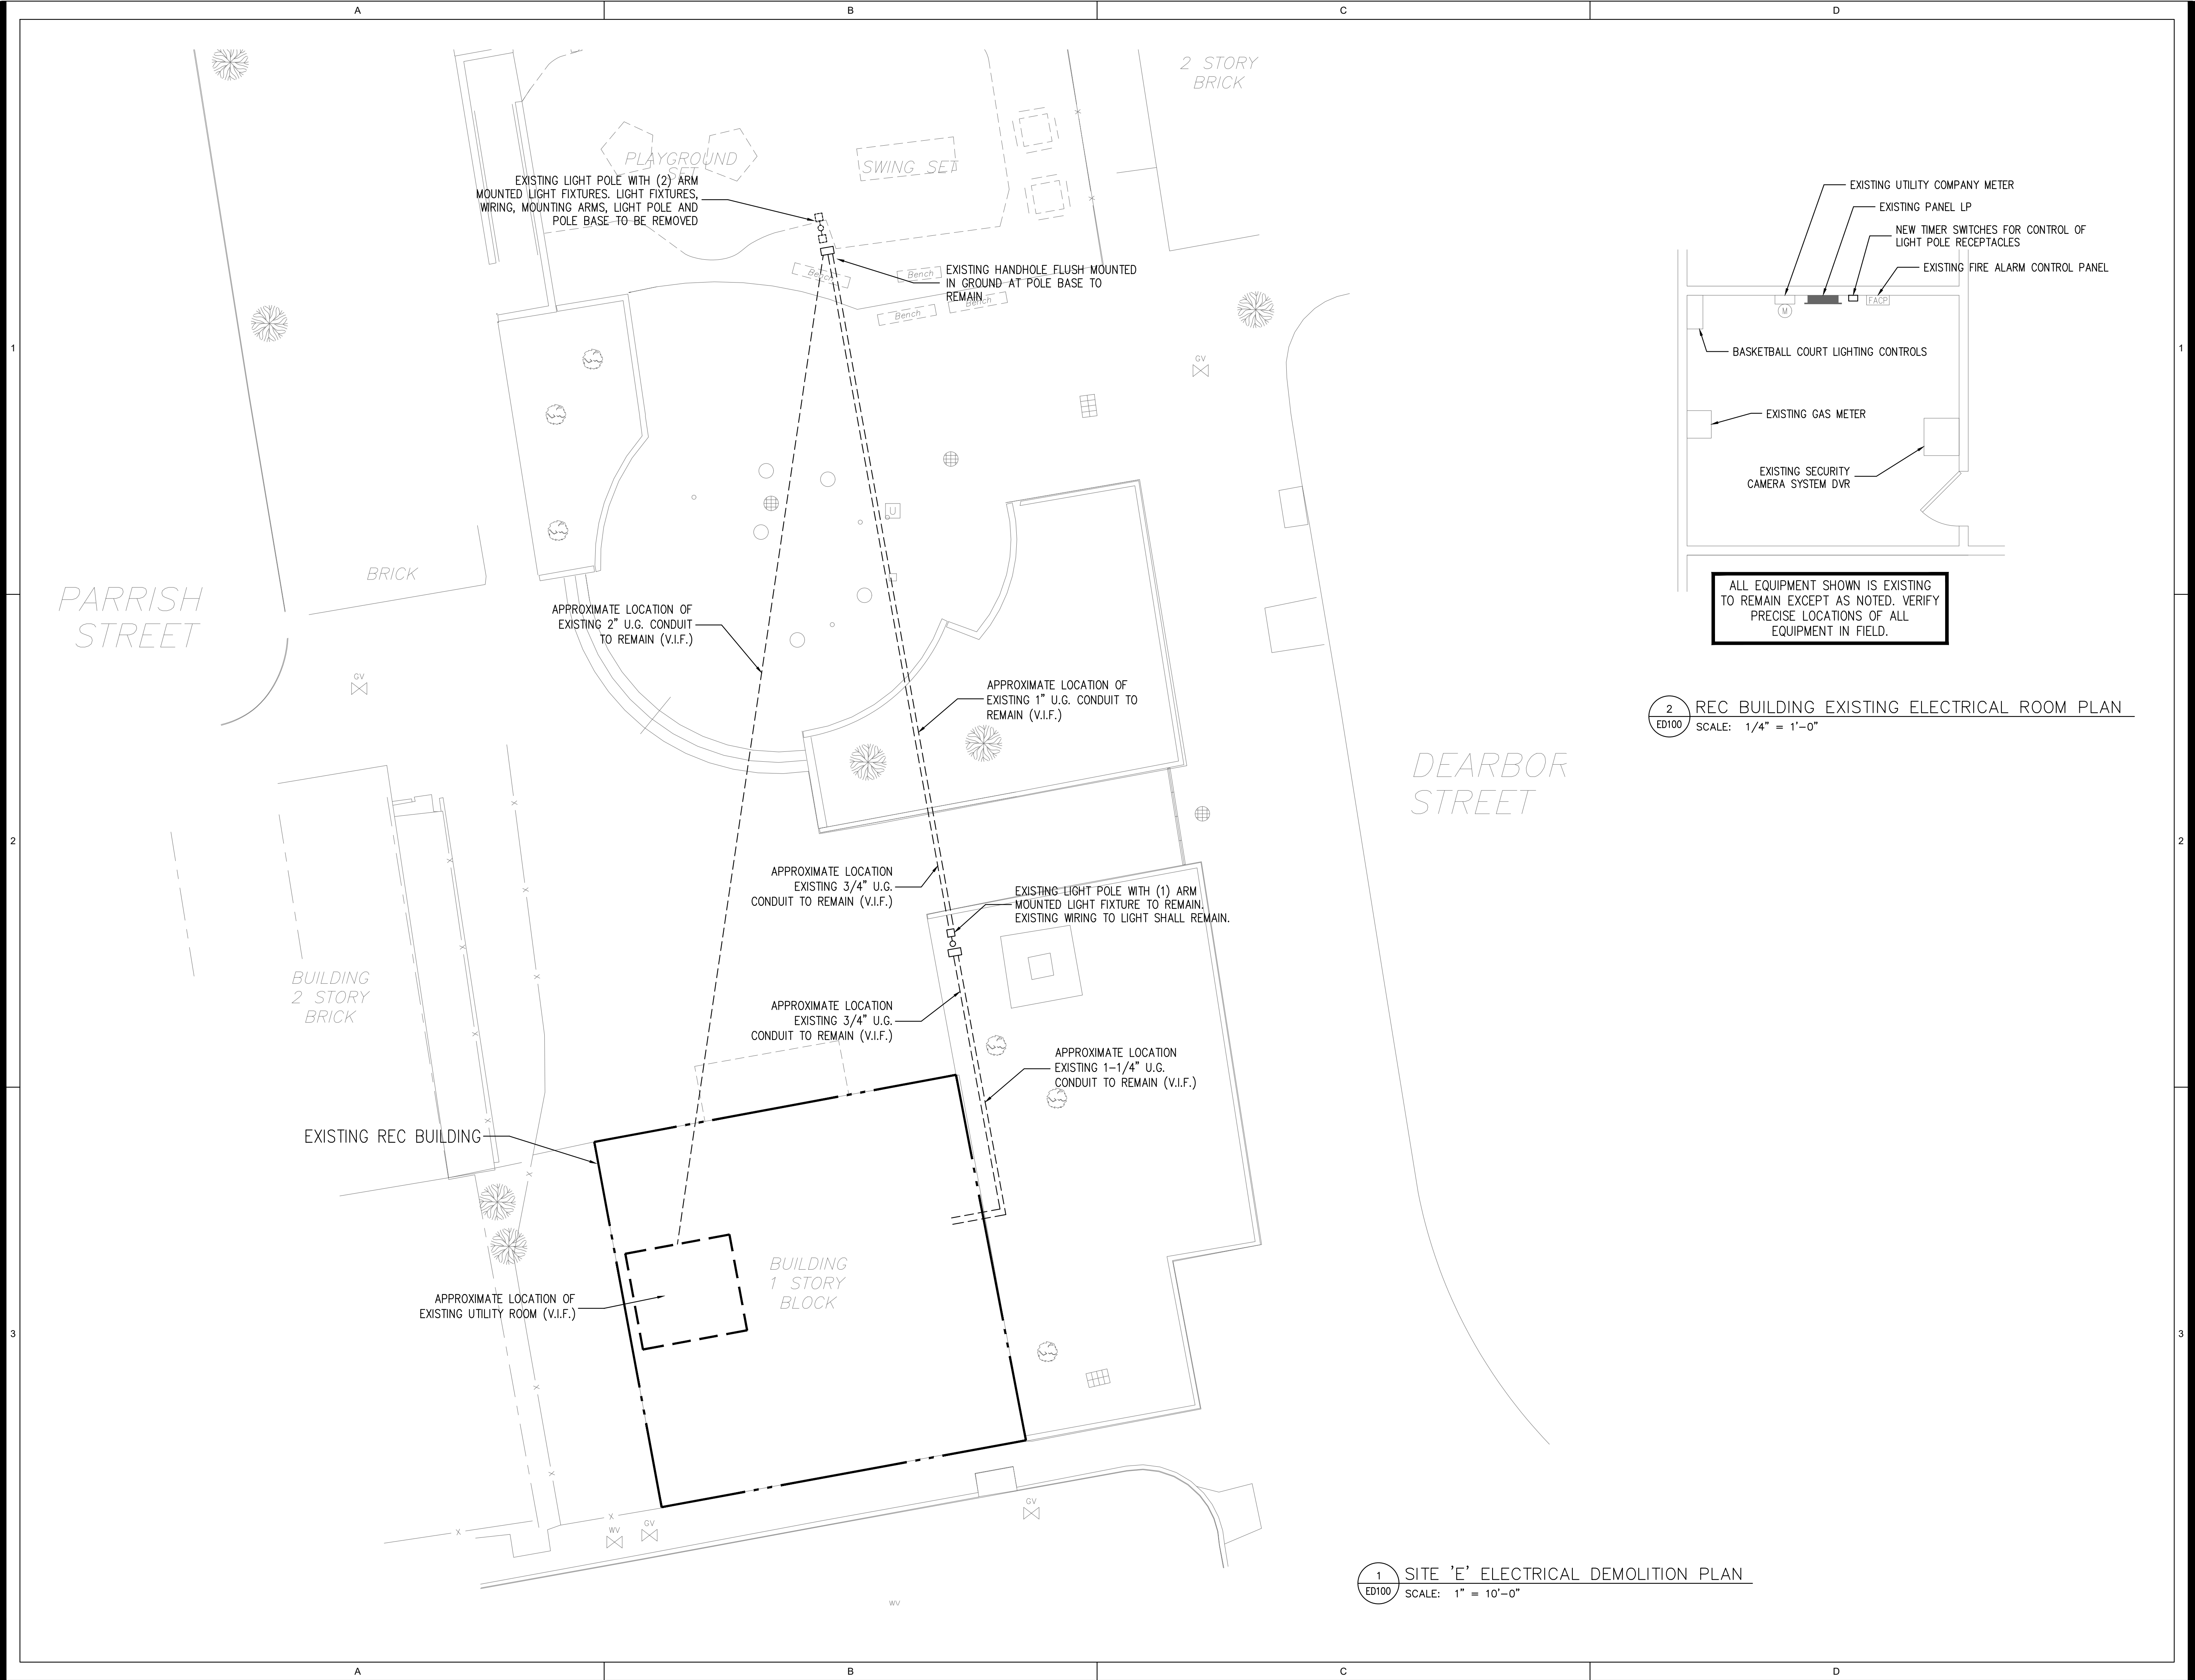 A
B
C
D
2 STORY
BRICK
PLAYGROUND
SET
SWING SET
EXISTING LIGHT POLE WITH (2) ARM
MOUNTED LIGHT FIXTURES. LIGHT FIXTURES,
WIRING, MOUNTING ARMS, LIGHT POLE AND
POLE BASE TO BE REMOVED
Bench
Bench
Bench
Bench
EXISTING HANDHOLE FLUSH MOUNTED
IN GROUND AT POLE BASE TO
REMAIN
EXISTING UTILITY COMPANY METER
EXISTING PANEL LP
NEW TIMER SWITCHES FOR CONTROL OF
LIGHT POLE RECEPTACLES
EXISTING FIRE ALARM CONTROL PANEL
FACP
M
BASKETBALL COURT LIGHTING CONTROLS
EXISTING GAS METER
EXISTING SECURITY
CAMERA SYSTEM DVR
1
1
GV
U
BRICK
PARRISH
STREET
GV
APPROXIMATE LOCATION OF
EXISTING 2" U.G. CONDUIT
TO REMAIN (V.I.F.)
ALL EQUIPMENT SHOWN IS EXISTING
TO REMAIN EXCEPT AS NOTED. VERIFY
PRECISE LOCATIONS OF ALL
EQUIPMENT IN FIELD.
APPROXIMATE LOCATION OF
EXISTING 1" U.G. CONDUIT TO
REMAIN (V.I.F.)
2
ED100
REC BUILDING EXISTING ELECTRICAL ROOM PLAN
SCALE: 1/4" = 1'-0"
DEARBOR
STREET
2
2
APPROXIMATE LOCATION
EXISTING 3/4" U.G.
CONDUIT TO REMAIN (V.I.F.)
EXISTING LIGHT POLE WITH (1) ARM
MOUNTED LIGHT FIXTURE TO REMAIN.
EXISTING WIRING TO LIGHT SHALL REMAIN.
BUILDING
2 STORY
BRICK
APPROXIMATE LOCATION
EXISTING 3/4" U.G.
CONDUIT TO REMAIN (V.I.F.)
APPROXIMATE LOCATION
EXISTING 1-1/4" U.G.
CONDUIT TO REMAIN (V.I.F.)
EXISTING REC BUILDING
BUILDING
1 STORY
BLOCK
APPROXIMATE LOCATION OF
EXISTING UTILITY ROOM (V.I.F.)
3
3
GV
WV
GV
WV
1
ED100
SITE 'E' ELECTRICAL DEMOLITION PLAN
SCALE: 1" = 10'-0"
A
B
C
D